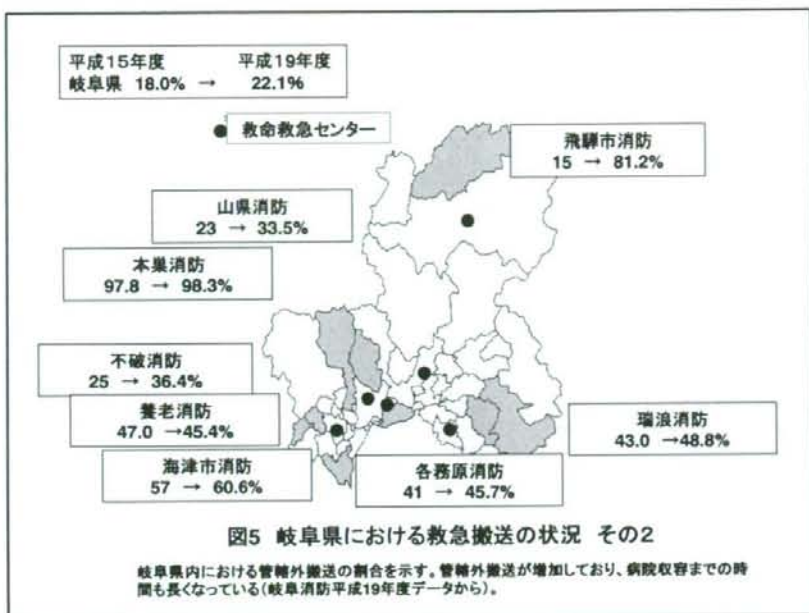 平成15年度 平成19年度
岐阜県 18.0% → 22.1%
● 救命救急センター
飛騨市消防
15 → 81.2%
山県消防
23 → 33.5%
本巣消防
97.8 → 98.3%
不破消防
25 → 36.4%
養老消防
47.0 →45.4%
海津市消防
57 → 60.6%
各務原消防
41 → 45.7%
瑞浪消防
43.0 →48.8%
図5 岐阜県における救急搬送の状況 その2
岐阜県内における管轄外搬送の割合を示す。管轄外搬送が増加しており、病院収容までの時
間も長くなっている(岐阜消防平成19年度データから)。